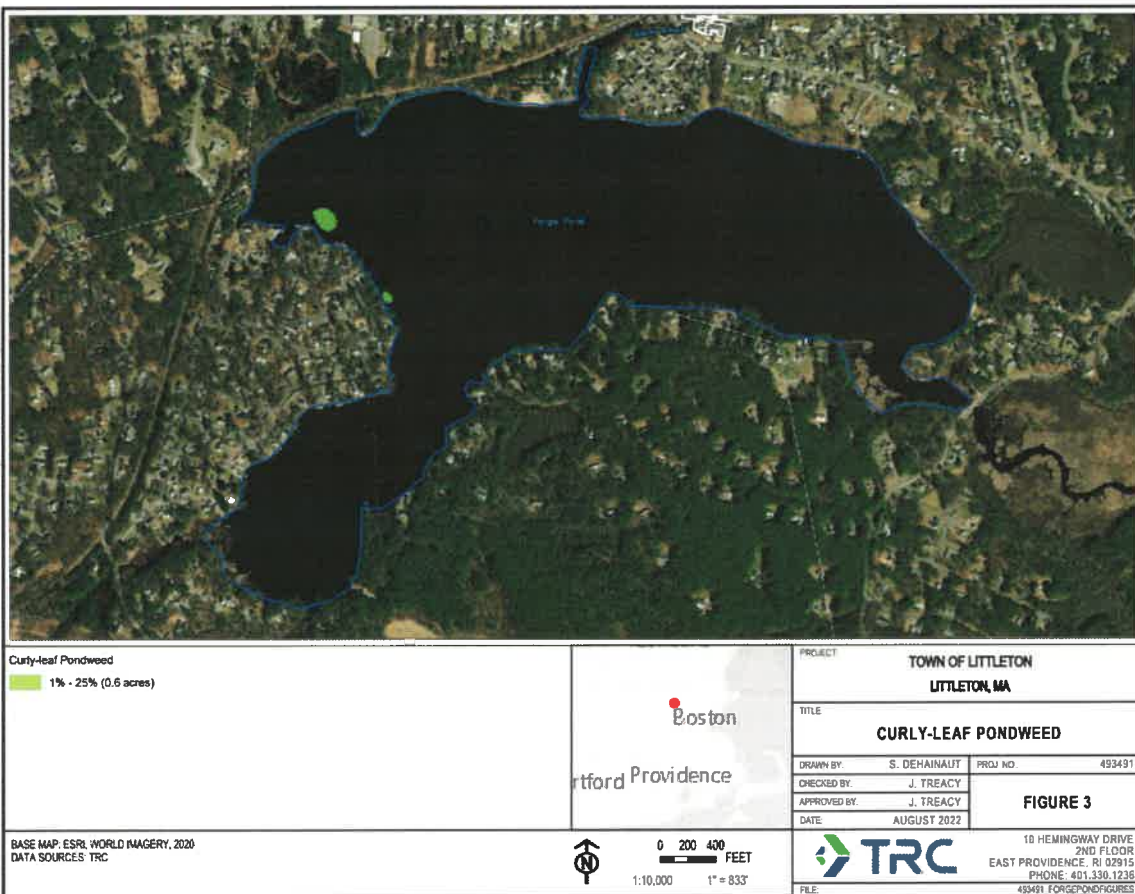 Forge Pond
Curly-leaf Pondweed
1% - 25% (0.6 acres)
Boston
rtford Providence
PROJECT
TOWN OF LITTLETON
LITTLETON, MA
TITLE
CURLY-LEAF PONDWEED
DRAWN BY: S. DEHAINAUT PROJ NO. 493491
CHECKED BY: J. TREACY
APPROVED BY: J. TREACY
DATE: AUGUST 2022
FIGURE 3
BASE MAP: ESRI, WORLD IMAGERY, 2020
DATA SOURCES: TRC
N
0 200 400
FEET
1:10,000 1" = 833'
TRC
10 HEMINGWAY DRIVE
2ND FLOOR
EAST PROVIDENCE, RI 02915
PHONE: 401.330.1236
FILE: 493491_FORGEPONDFIGURES